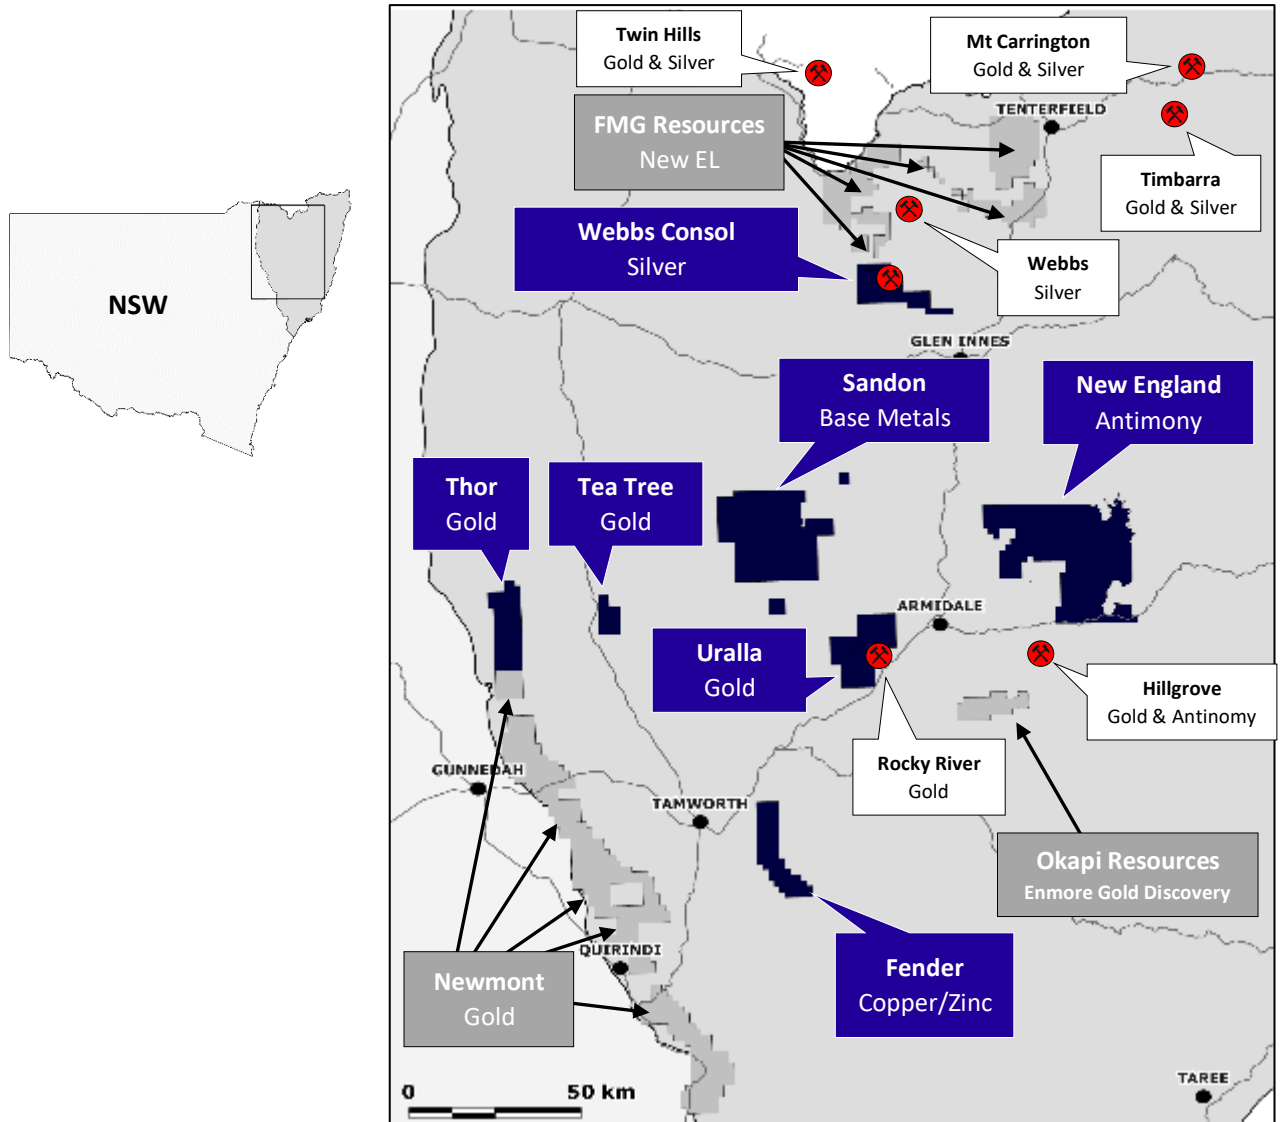 Twin Hills
Gold & Silver
Mt Carrington
Gold & Silver
TENTERFIELD
FMG Resources
New EL
Timbarra
Gold & Silver
Webbs Consol
Silver
Webbs
Silver
NSW
GLEN INNES
Sandon
Base Metals
New England
Antimony
Thor
Gold
Tea Tree
Gold
ARMIDALE
Uralla
Gold
Hillgrove
Gold & Antinomy
Rocky River
Gold
GUNNEDAH
TAMWORTH
Okapi Resources
Enmore Gold Discovery
QUIRINDI
Newmont
Gold
Fender
Copper/Zinc
TAREE
0 50 km